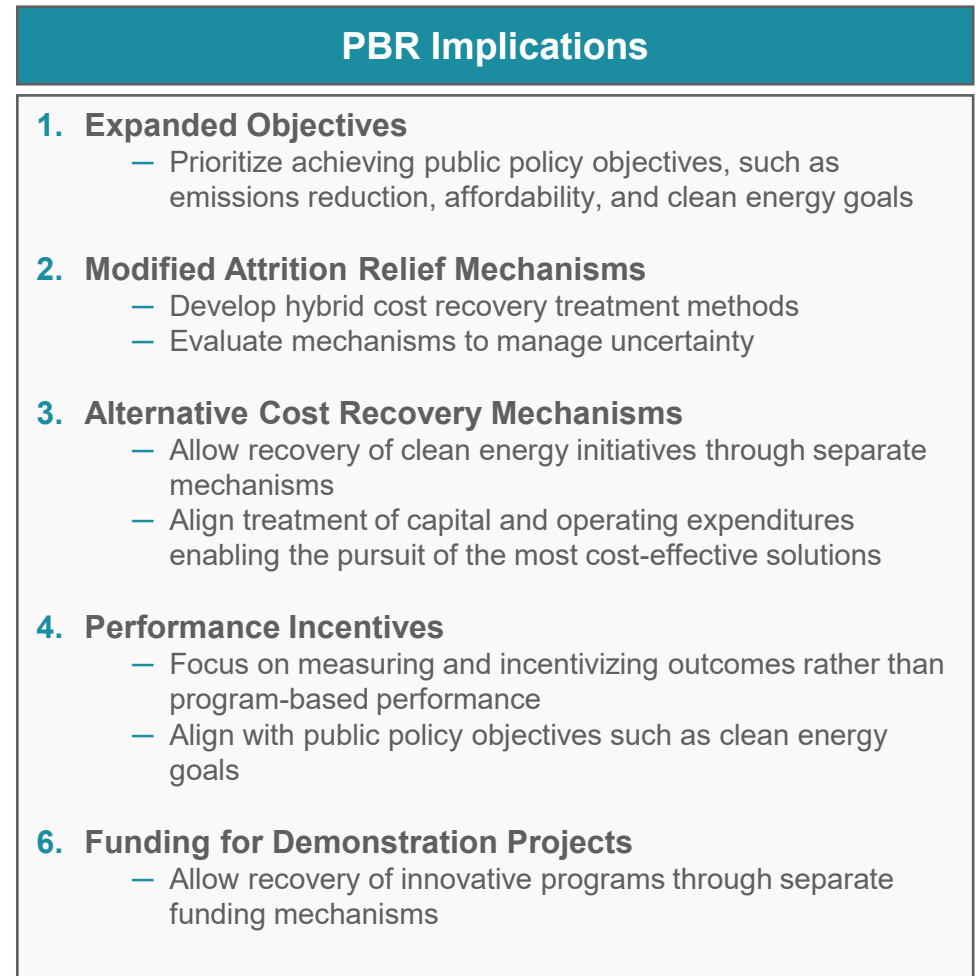 PBR Implications
1. Expanded Objectives
— Prioritize achieving public policy objectives, such as
emissions reduction, affordability, and clean energy goals
2. Modified Attrition Relief Mechanisms
— Develop hybrid cost recovery treatment methods
— Evaluate mechanisms to manage uncertainty
3. Alternative Cost Recovery Mechanisms
— Allow recovery of clean energy initiatives through separate
mechanisms
— Align treatment of capital and operating expenditures
enabling the pursuit of the most cost-effective solutions
4. Performance Incentives
— Focus on measuring and incentivizing outcomes rather than
program-based performance
— Align with public policy objectives such as clean energy
goals
6. Funding for Demonstration Projects
— Allow recovery of innovative programs through separate
funding mechanisms